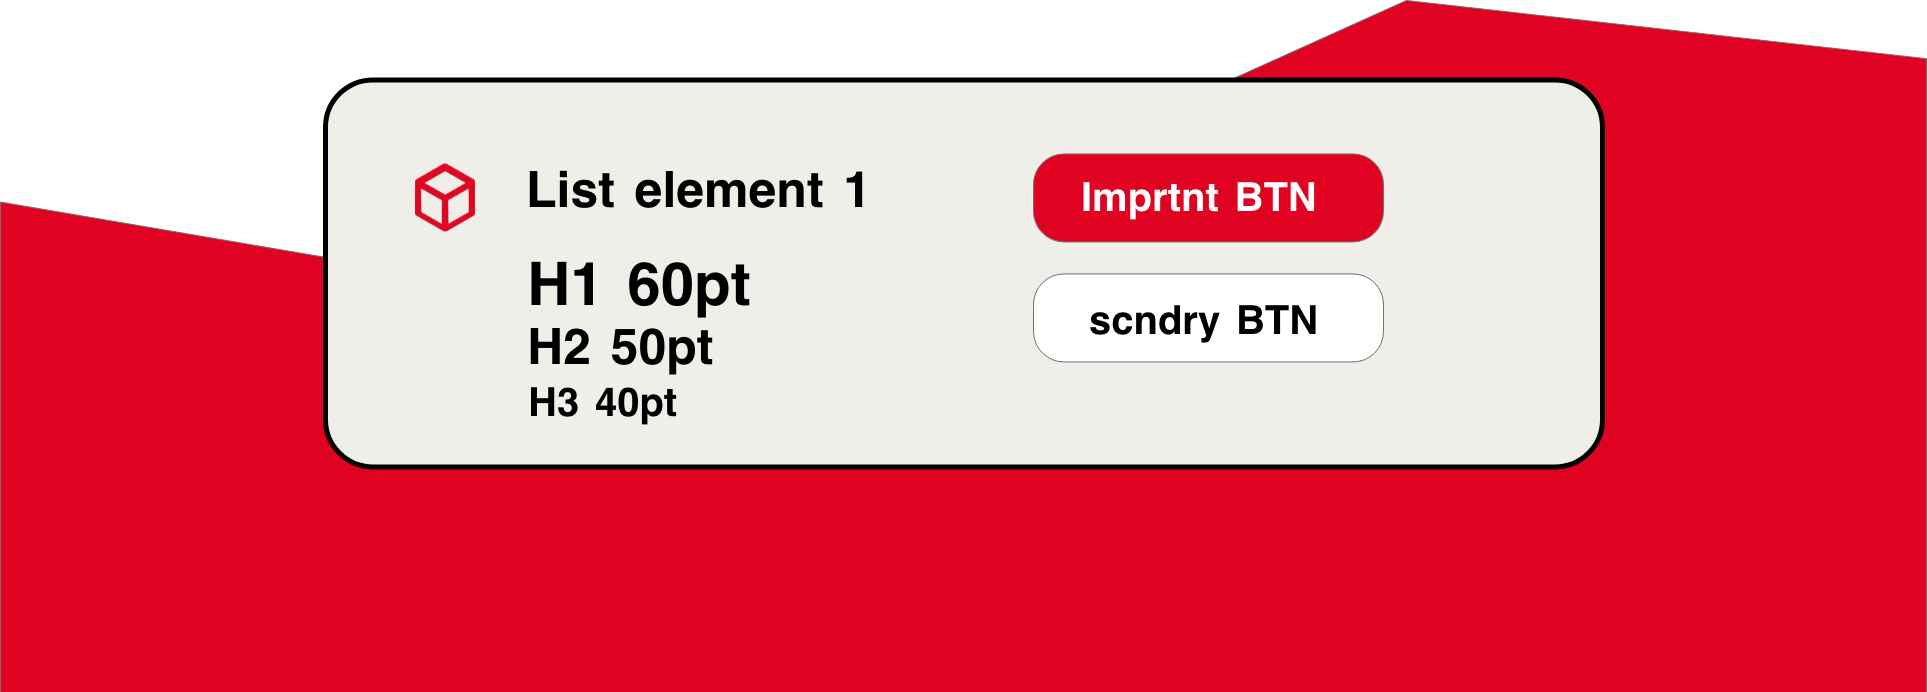 List element 1
H1 60pt
H2 50pt
H3 40pt
Imprtnt BTN
scndry BTN